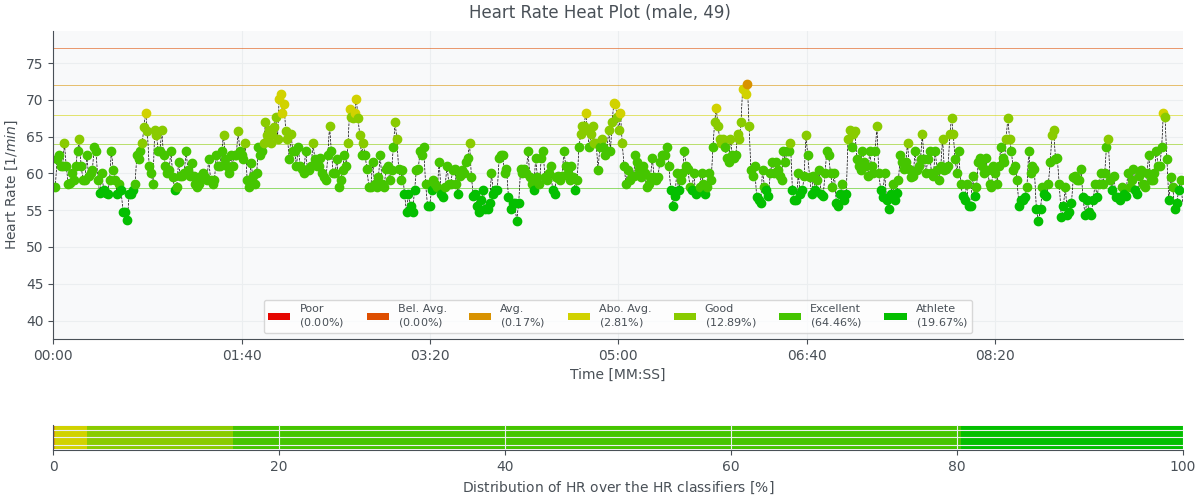 Heart Rate Heat Plot (male, 49)
Heart Rate [1/min]
75
70
65
60
55
50
45
40
Poor
(0.00%)
Bel. Avg.
(0.00%)
Avg.
(0.17%)
Abo. Avg.
(2.81%)
Good
(12.89%)
Excellent
(64.46%)
Athlete
(19.67%)
00:00 01:40 03:20 05:00 06:40 08:20
Time [MM:SS]
0 20 40 60 80 100
Distribution of HR over the HR classifiers [%]